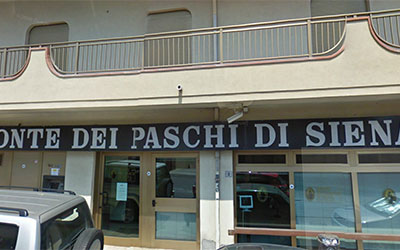 ONTE DEI PASCHI DI SIENA